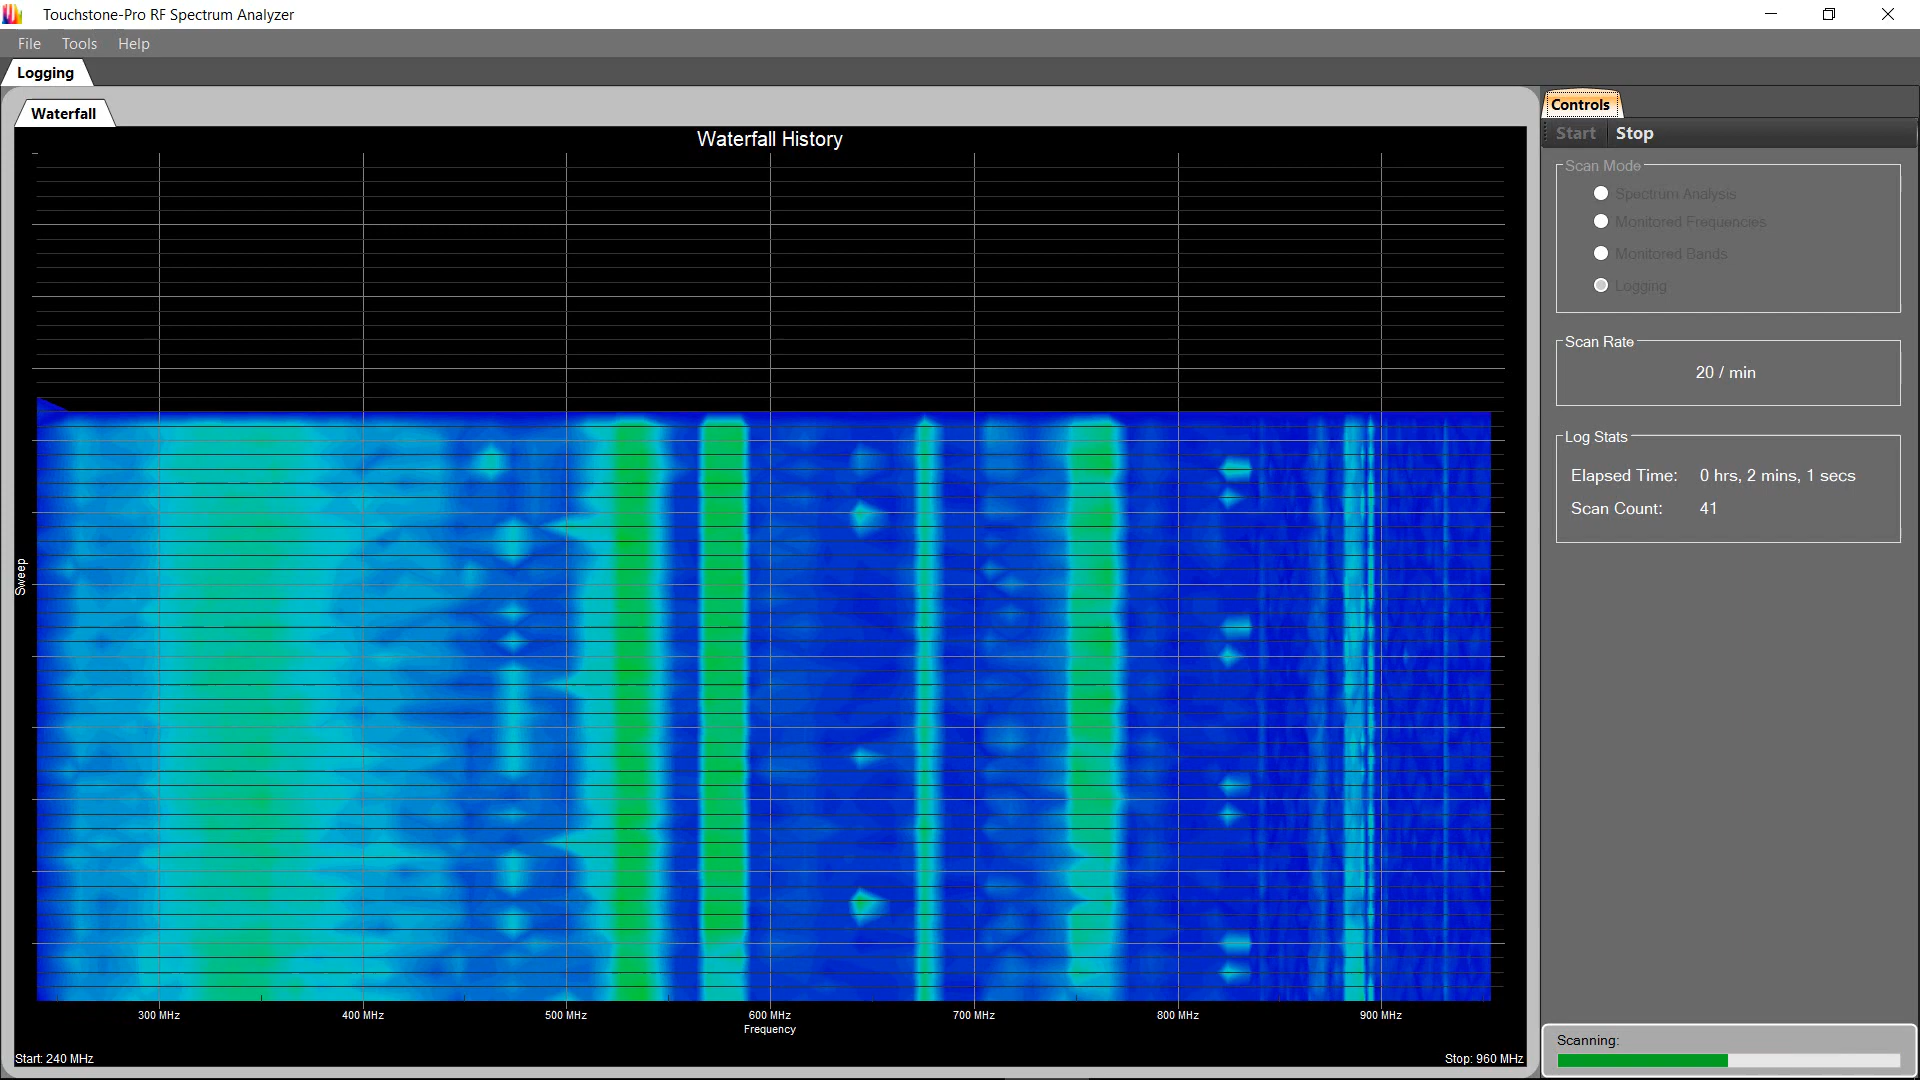 Touchstone-Pro RF Spectrum Analyzer
File Tools Help
Logging
Waterfall
Waterfall History
Sweep
300 MHz 400 MHz 500 MHz 600 MHz 700 MHz 800 MHz 900 MHz
Frequency
Start: 240 MHz Stop: 960 MHz
Controls
Start Stop
Scan Mode
Spectrum Analysis
Monitored Frequencies
Monitored Bands
Logging
Scan Rate
20 / min
Log Stats
Elapsed Time: 0 hrs, 2 mins, 1 secs
Scan Count: 41
Scanning: